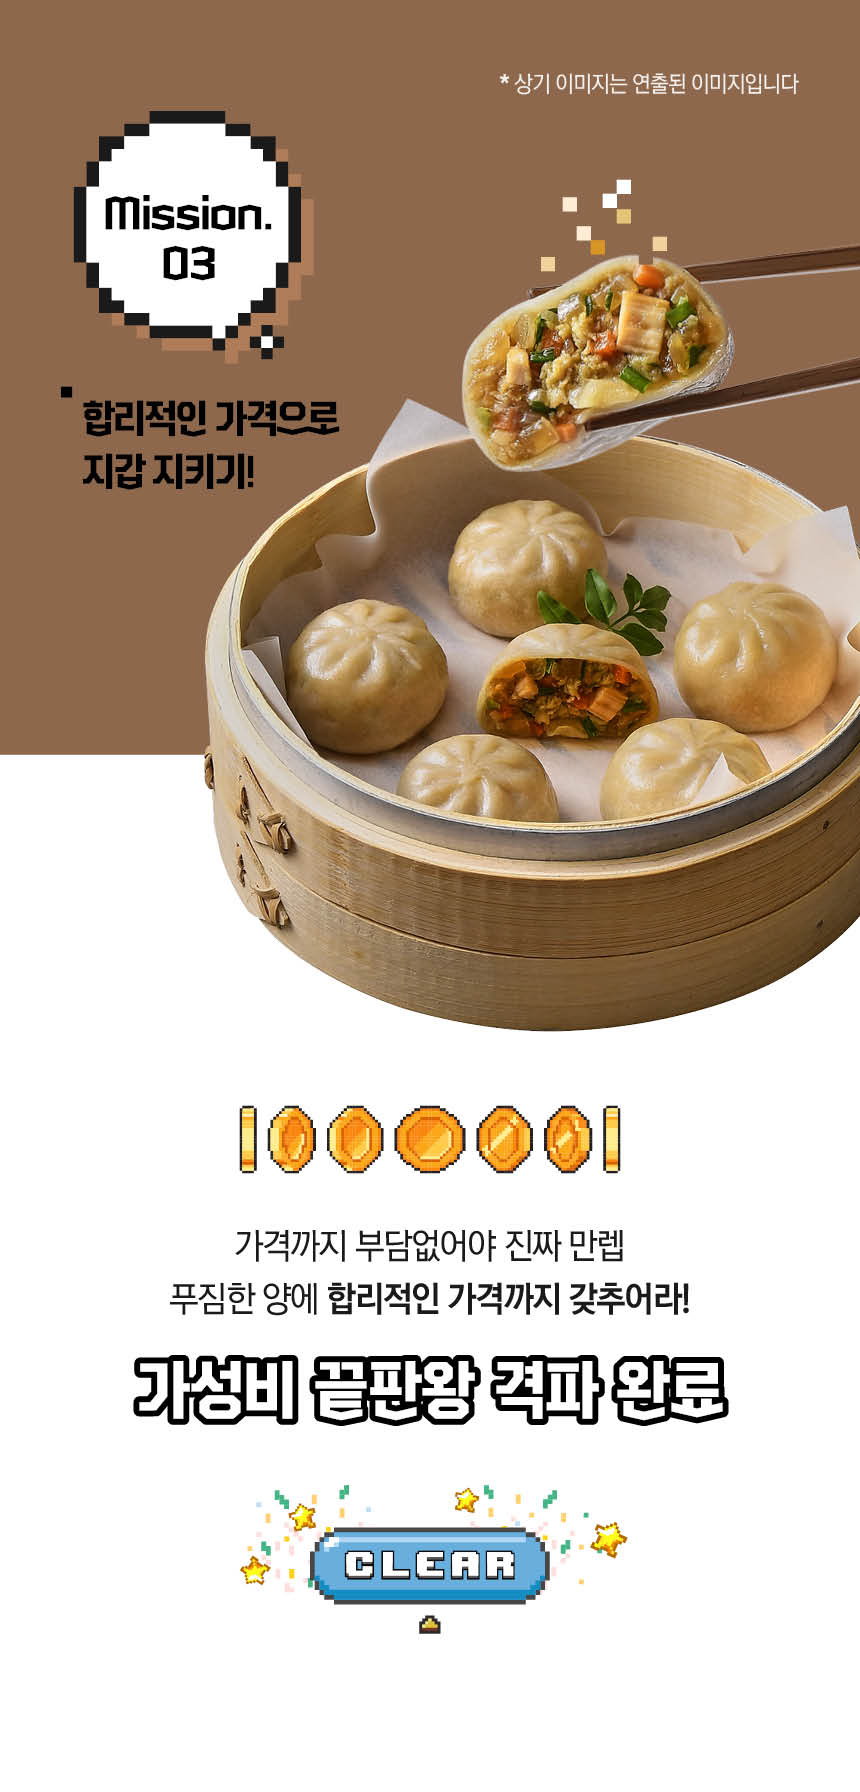 * 상기 이미지는 연출된 이미지입니다
Mission.
03
합리적인 가격으로
지갑 지키기!
가격까지 부담없어야 진짜 만렙
푸짐한 양에 합리적인 가격까지 갖추어라!
가성비 끝판왕 격파 완료
CLEAR